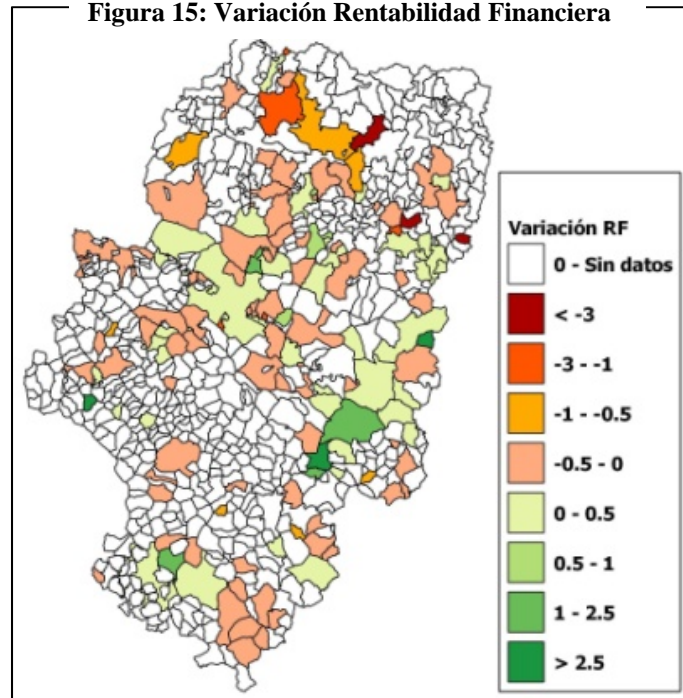 Figura 15: Variación Rentabilidad Financiera
Variación RF
0 - Sin datos
< -3
-3 - -1
-1 - -0.5
-0.5 - 0
0 - 0.5
0.5 - 1
1 - 2.5
> 2.5